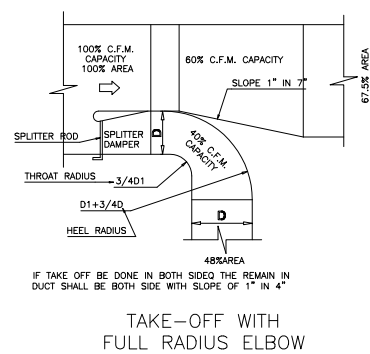 100% C.F.M.
CAPACITY
100% AREA
60% C.F.M. CAPACITY
67.5% AREA
SLOPE 1" IN 7"
SPLITTER ROD
SPLITTER
DAMPER
D
40% C.F.M.
CAPACITY
THROAT RADIUS
3/4D1
D1+3/4D
HEEL RADIUS
D
48%AREA
IF TAKE OFF BE DONE IN BOTH SIDEQ THE REMAIN IN
DUCT SHALL BE BOTH SIDE WITH SLOPE OF 1" IN 4"
TAKE-OFF WITH
FULL RADIUS ELBOW